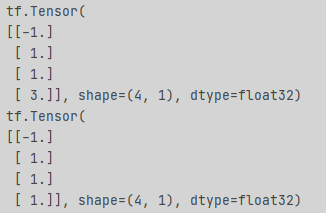 tf.Tensor(
[[-1.]
 [ 1.]
 [ 1.]
 [ 3.]], shape=(4, 1), dtype=float32)
tf.Tensor(
[[-1.]
 [ 1.]
 [ 1.]
 [ 1.]], shape=(4, 1), dtype=float32)